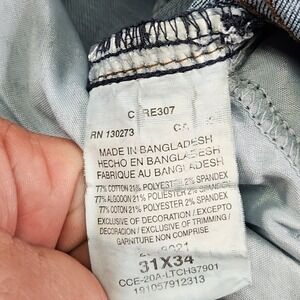 RN 130273 CA
MADE IN BANGLADESH
HECHO EN BANGLADESH
FABRIQUE AU BANGLADESH
77% COTTON 21% POLYESTER 2% SPANDEX
77% ALGODON 21% POLIESTER 2% SPANDEX
77% COTON 21% POLYESTER 2% SPANDEX
EXCLUSIVE OF DECORATION / EXCEPTO
DECORACION / EXCLUSIVE OF TRIMMING /
GARNITURE NON COMPRISE
31X34
CCE-20A-LTCH37901
191057912313